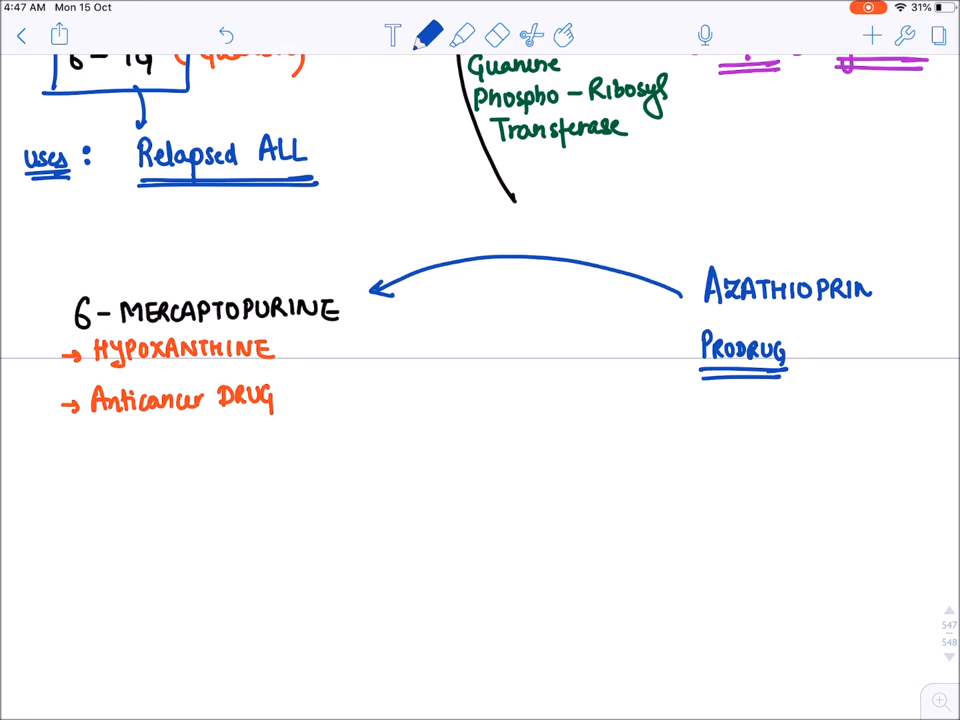 4:47 AM Mon 15 Oct
31%
T
Guanine
Phospho - Ribosyl
Transferase
uses : Relapsed ALL
6 - MERCAPTOPURINE
→ HYPOXANTHINE
→ Anticancer DRUG
AZATHIOPRIN
PRODRUG
547
548